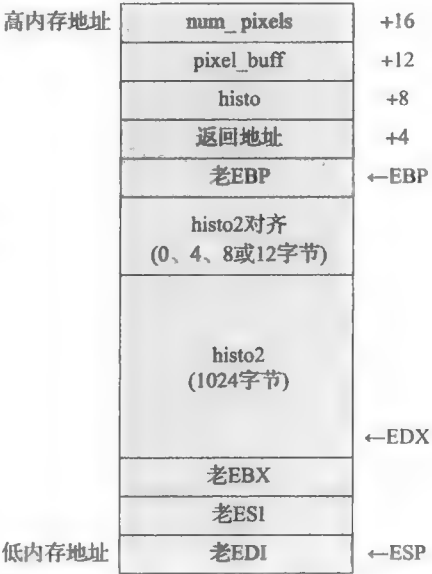 高内存地址 num_pixels +16
pixel_buff +12
histo +8
返回地址 +4
老EBP ←EBP
histo2对齐
(0、4、8或12字节)
histo2
(1024字节)
←EDX
老EBX
老ESI
低内存地址 老EDI ←ESP